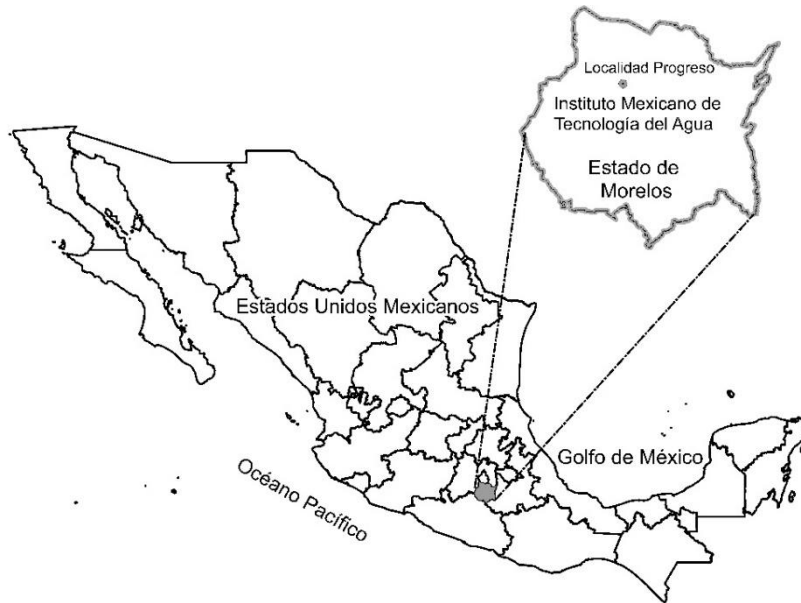 Localidad Progreso
Instituto Mexicano de
Tecnología del Agua
Estado de
Morelos
Estados Unidos Mexicanos
Golfo de México
Océano Pacífico